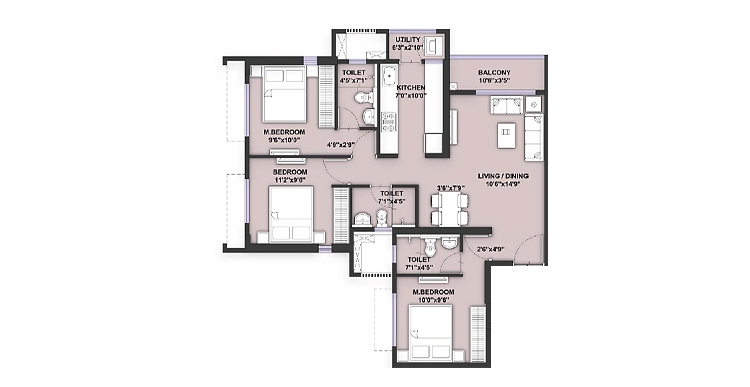 UTILITY
6'3"x2'10"
TOILET
4'5"x7'1"
KITCHEN
7'0"x10'0"
BALCONY
10'6"x3'5"
M.BEDROOM
9'6"x10'0"
4'9"x2'9"
BEDROOM
11'2"x9'0"
LIVING / DINING
10'6"x14'9"
3'6"x7'9"
TOILET
7'1"x4'5"
2'6"x4'9"
TOILET
7'1"x4'5"
M.BEDROOM
10'0"x9'6"